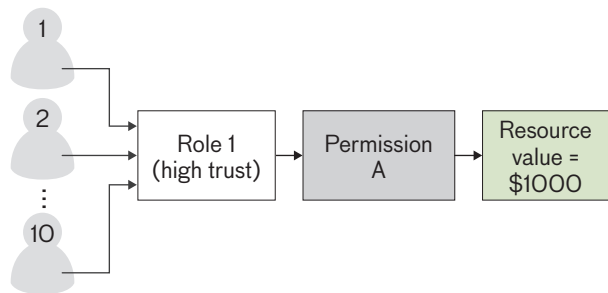 1
2
⋮
10
Role 1
(high trust)
Permission
A
Resource
value =
$1000